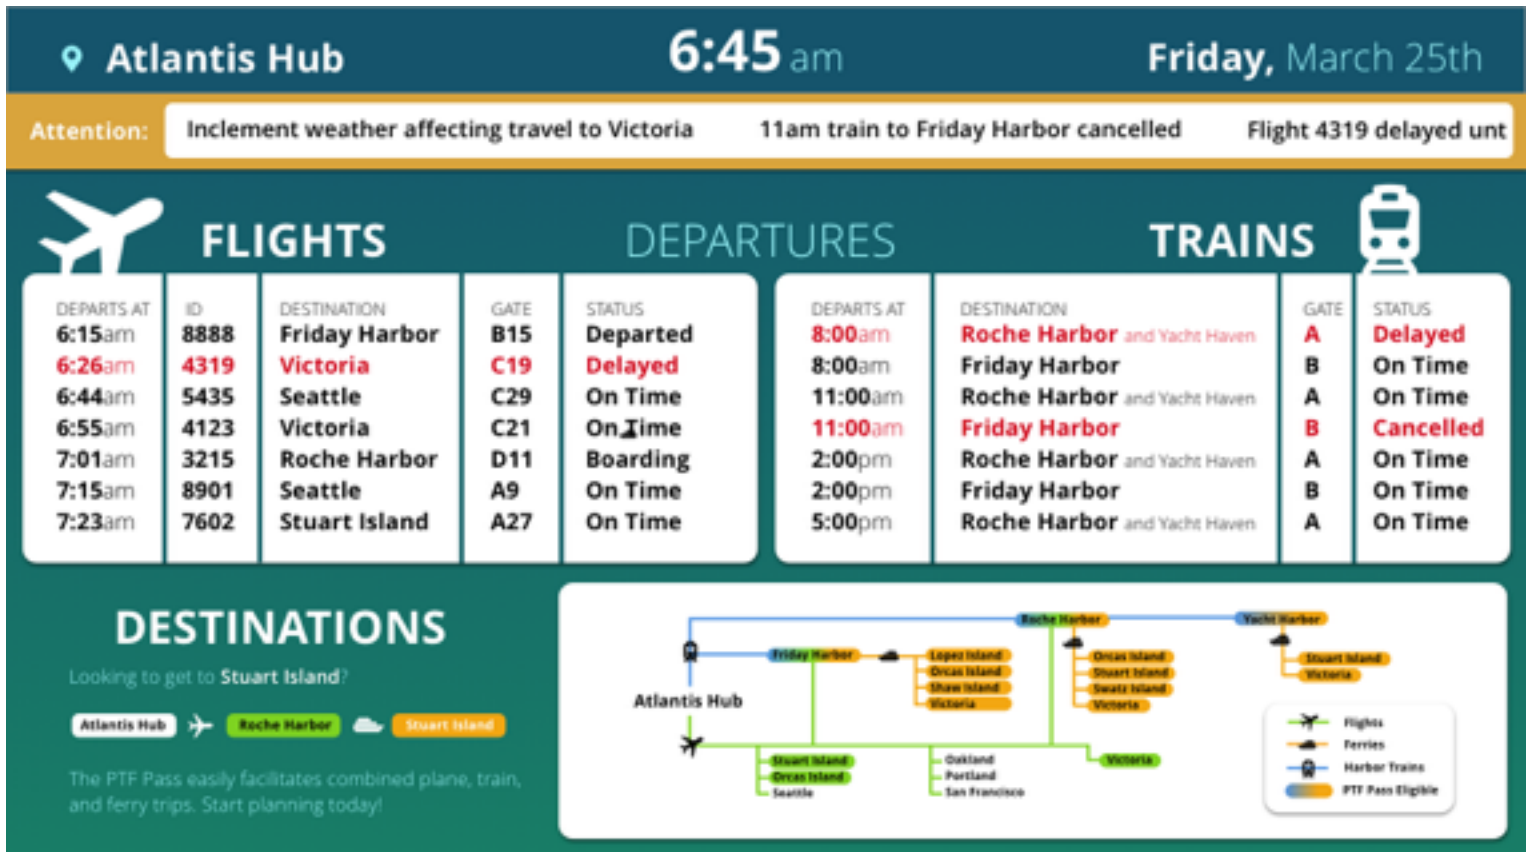 Atlantis Hub
6:45 am
Friday, March 25th
Attention:
Inclement weather affecting travel to Victoria
11am train to Friday Harbor cancelled
Flight 4319 delayed unt
FLIGHTS
DEPARTURES
TRAINS
DEPARTS AT ID DESTINATION GATE STATUS
6:15am 8888 Friday Harbor B15 Departed
6:26am 4319 Victoria C19 Delayed
6:44am 5435 Seattle C29 On Time
6:55am 4123 Victoria C21 On Time
7:01am 3215 Roche Harbor D11 Boarding
7:15am 8901 Seattle A9 On Time
7:23am 7602 Stuart Island A27 On Time
DEPARTS AT DESTINATION GATE STATUS
8:00am Roche Harbor and Yacht Haven A Delayed
8:00am Friday Harbor B On Time
11:00am Roche Harbor and Yacht Haven A On Time
11:00am Friday Harbor B Cancelled
2:00pm Roche Harbor and Yacht Haven A On Time
2:00pm Friday Harbor B On Time
5:00pm Roche Harbor and Yacht Haven A On Time
DESTINATIONS
Looking to get to Stuart Island?
Atlantis Hub Roche Harbor Stuart Island
The PTF Pass easily facilitates combined plane, train,
and ferry trips. Start planning today!
Roche Harbor
Yacht Harbor
Friday Harbor
Lopez Island
Orcas Island
Shaw Island
Victoria
Orcas Island
Stuart Island
Swatz Island
Victoria
Stuart Island
Victoria
Atlantis Hub
Stuart Island
Orcas Island
Seattle
Oakland
Portland
San Francisco
Victoria
Flights
Ferries
Harbor Trains
PTF Pass Eligible